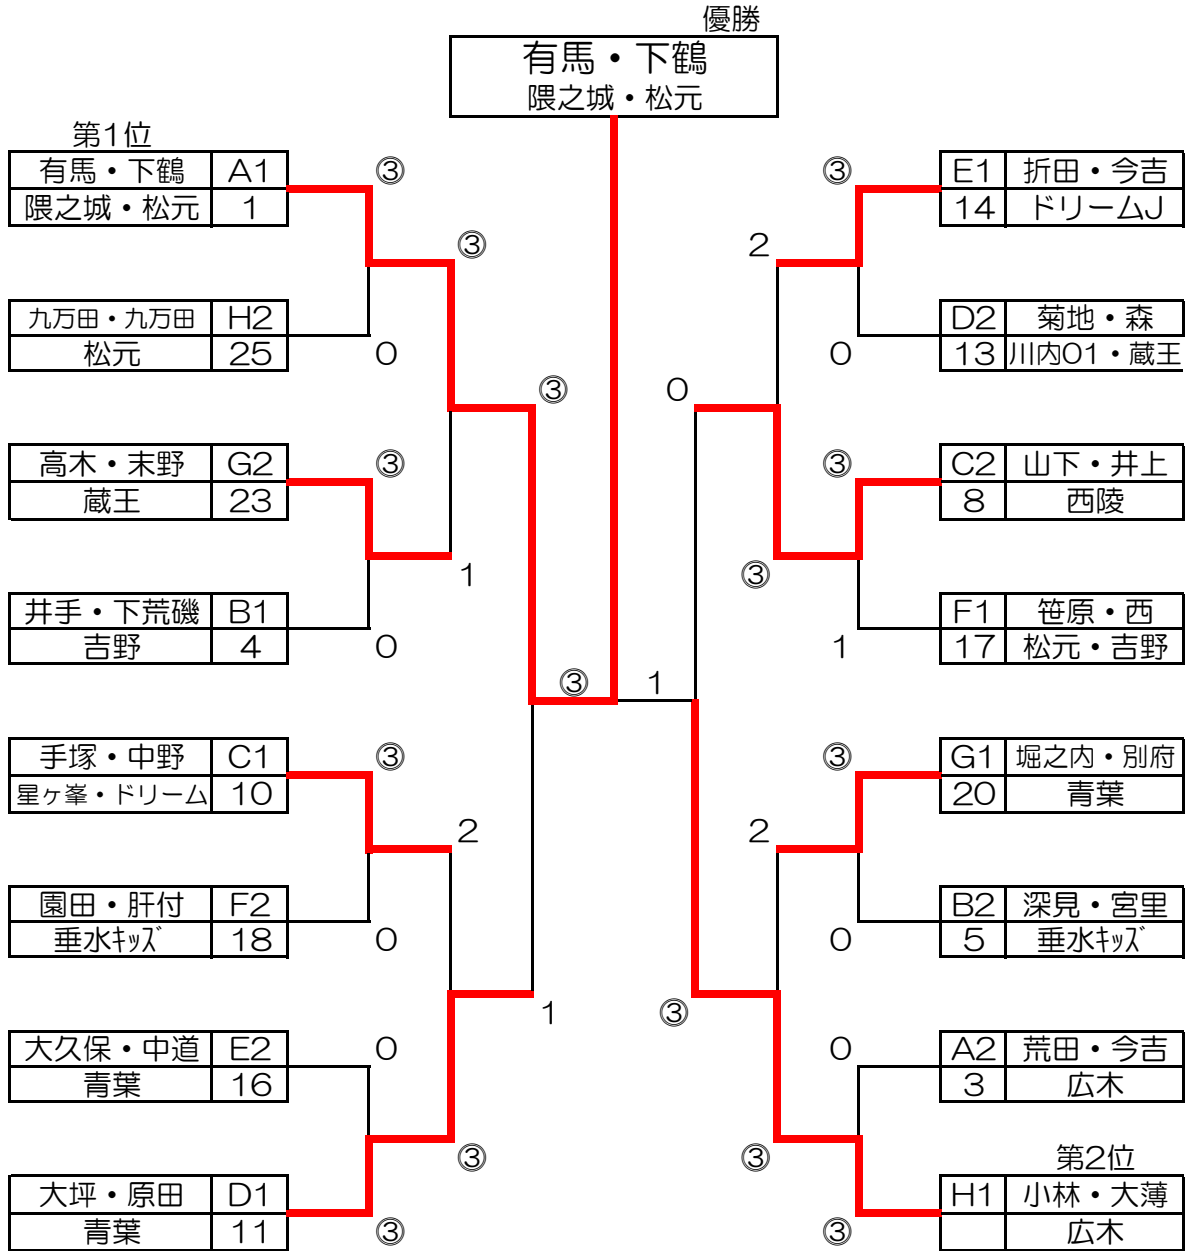 優勝
有馬・下鶴
隈之城・松元
第1位
有馬・下鶴 A1
隈之城・松元 1
③
③
九万田・九万田 H2
松元 25
0
③
高木・末野 G2
蔵王 23
③
1
井手・下荒磯 B1
吉野 4
0
③
手塚・中野 C1
星ヶ峯・ドリーム 10
③
2
園田・肝付 F2
垂水キッズ 18
0
1
大久保・中道 E2
青葉 16
0
③
大坪・原田 D1
青葉 11
③
③
E1 折田・今吉
14 ドリームJ
2
D2 菊地・森
13 川内01・蔵王
0
0
③
C2 山下・井上
8 西陵
③
F1 笹原・西
17 松元・吉野
1
1
③
G1 堀之内・別府
20 青葉
2
B2 深見・宮里
5 垂水キッズ
0
③
0
A2 荒田・今吉
3 広木
③
第2位
H1 小林・大薄
広木
③